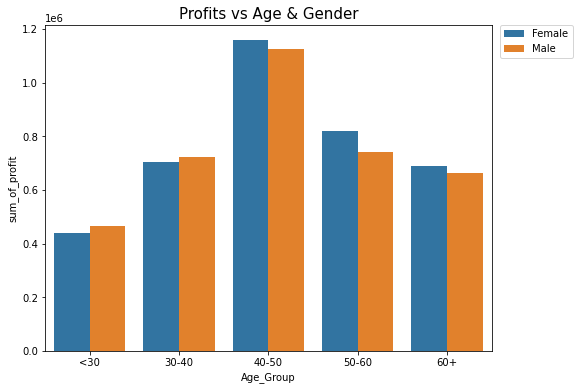 Profits vs Age & Gender
1e6
Female
Male
1.2
1.0
0.8
0.6
0.4
0.2
0.0
sum_of_profit
<30
30-40
40-50
50-60
60+
Age_Group